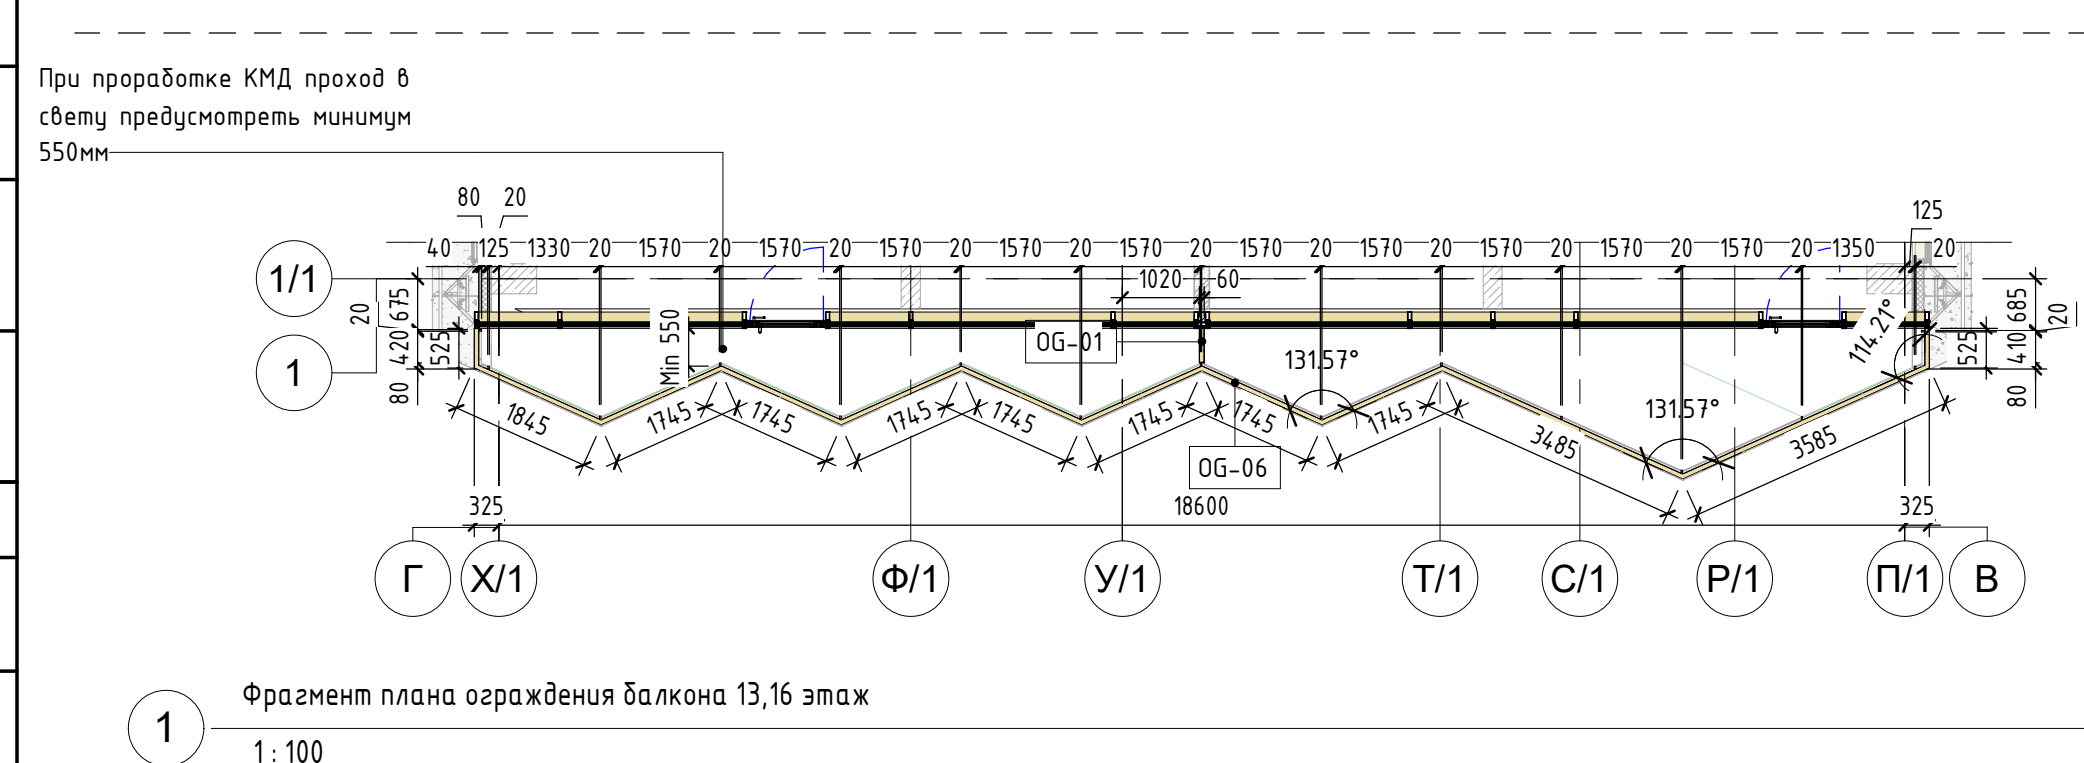 При проработке КМД проход в
свету предусмотреть минимум
550мм
80 20
125
40 125 1330 20 1570 20 1570 20 1570 20 1570 20 1570 20 1570 20 1570 20 1570 20 1570 20 1570 20 1350 20
1020 60
1/1
1
20
675
420
525
80
Min 550
OG-01
131.57°
131.57°
114.21°
685
20
525
410
80
1845 1745 1745 1745 1745 1745 1745 1745 3485 3585
OG-06
325 18600 325
Г Х/1 Ф/1 У/1 Т/1 С/1 Р/1 П/1 В
1
Фрагмент плана ограждения балкона 13,16 этаж
1 : 100